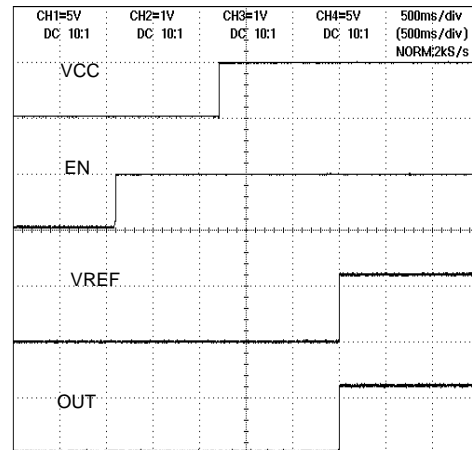 CH1=5V CH2=1V CH3=1V CH4=5V 500ms/div
DC 10:1 DC 10:1 DC 10:1 DC 10:1 (500ms/div)
NORM:2kS/s
VCC
EN
VREF
OUT